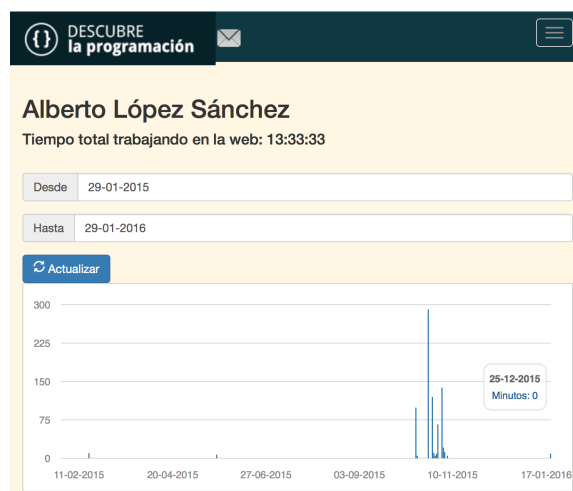 {()} DESCUBRE
la programación
Alberto López Sánchez
Tiempo total trabajando en la web: 13:33:33
Desde 29-01-2015
Hasta 29-01-2016
Actualizar
300
225
150
75
0
25-12-2015
Minutos: 0
11-02-2015 20-04-2015 27-06-2015 03-09-2015 10-11-2015 17-01-2016